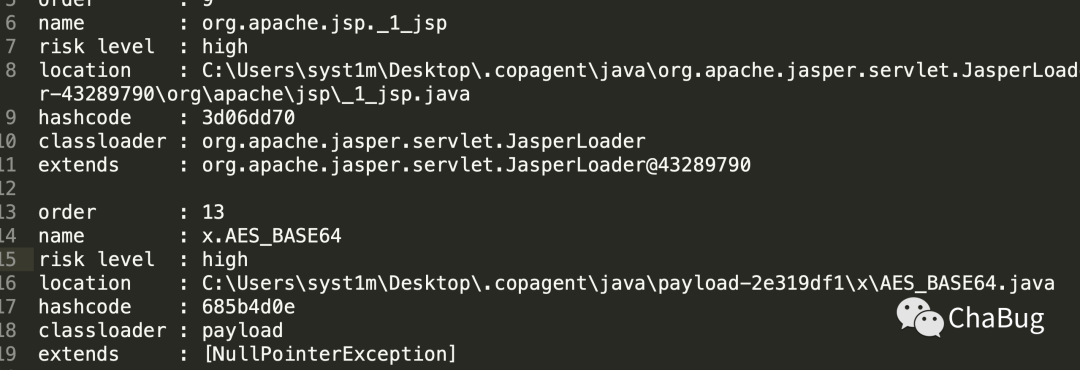 order : 9
6 name : org.apache.jsp._1_jsp
7 risk level : high
8 location : C:\Users\syst1m\Desktop\.copagent\java\org.apache.jasper.servlet.JasperLoade
r-43289790\org\apache\jsp\_1_jsp.java
9 hashcode : 3d06dd70
10 classloader : org.apache.jasper.servlet.JasperLoader
11 extends : org.apache.jasper.servlet.JasperLoader@43289790
12
13 order : 13
14 name : x.AES_BASE64
15 risk level : high
16 location : C:\Users\syst1m\Desktop\.copagent\java\payload-2e319df1\x\AES_BASE64.java
17 hashcode : 685b4d0e
18 classloader : payload
19 extends : [NullPointerException]
ChaBug